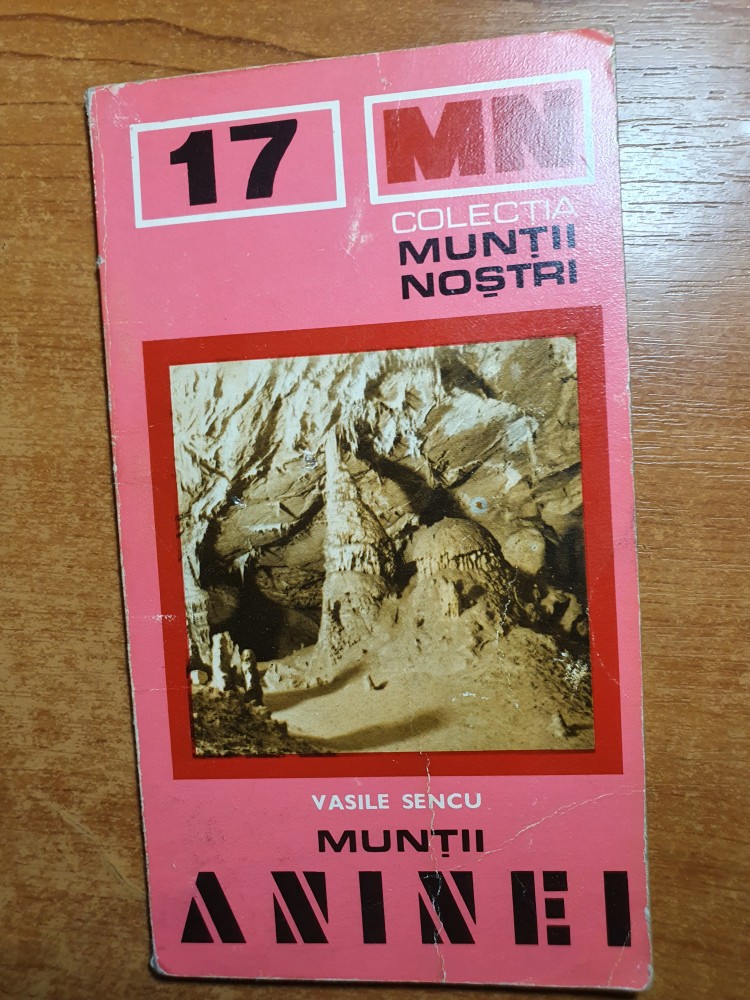 17
MN
COLECȚIA
MUNȚII
NOȘTRI
VASILE SENCU
MUNȚII
ANINEI